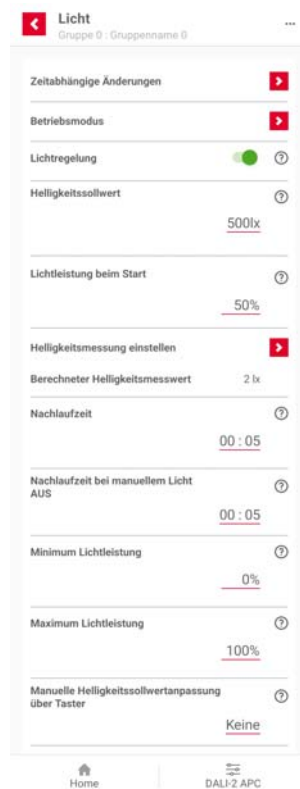 Licht
Gruppe 0 : Gruppenname 0
Zeitabhängige Änderungen
Betriebsmodus
Lichtregelung
Helligkeitssollwert
500lx
Lichtleistung beim Start
50%
Helligkeitsmessung einstellen
Berechneter Helligkeitsmesswert 2 lx
Nachlaufzeit
00 : 05
Nachlaufzeit bei manuellem Licht
AUS
00 : 05
Minimum Lichtleistung
0%
Maximum Lichtleistung
100%
Manuelle Helligkeitssollwertanpassung
über Taster
Keine
Home DALI-2 APC